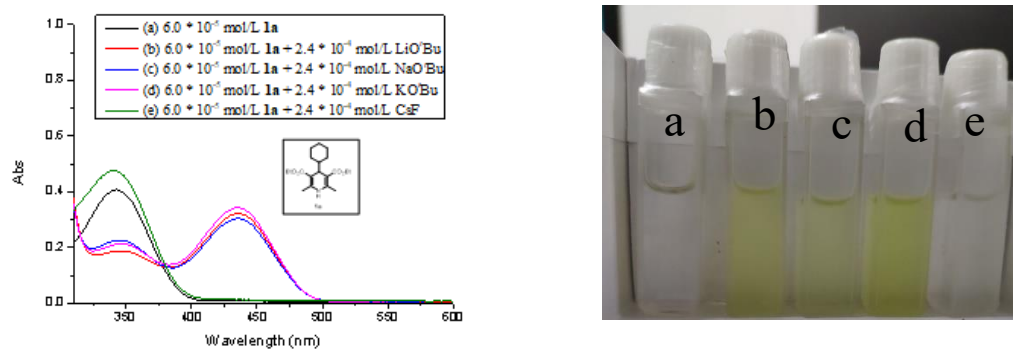 1.0
(a) 6.0 * 10⁻⁵ mol/L 1a
(b) 6.0 * 10⁻⁵ mol/L 1a + 2.4 * 10⁻⁴ mol/L LiOᵗBu
(c) 6.0 * 10⁻⁵ mol/L 1a + 2.4 * 10⁻⁴ mol/L NaOᵗBu
(d) 6.0 * 10⁻⁵ mol/L 1a + 2.4 * 10⁻⁴ mol/L KOᵗBu
(e) 6.0 * 10⁻⁵ mol/L 1a + 2.4 * 10⁻⁴ mol/L CsF
0.8
0.6
0.4
0.2
0.0
Abs
EtO₂C
CO₂Et
N
H
1a
350 400 450 500 550 600
Wavelength (nm)
a b c d e